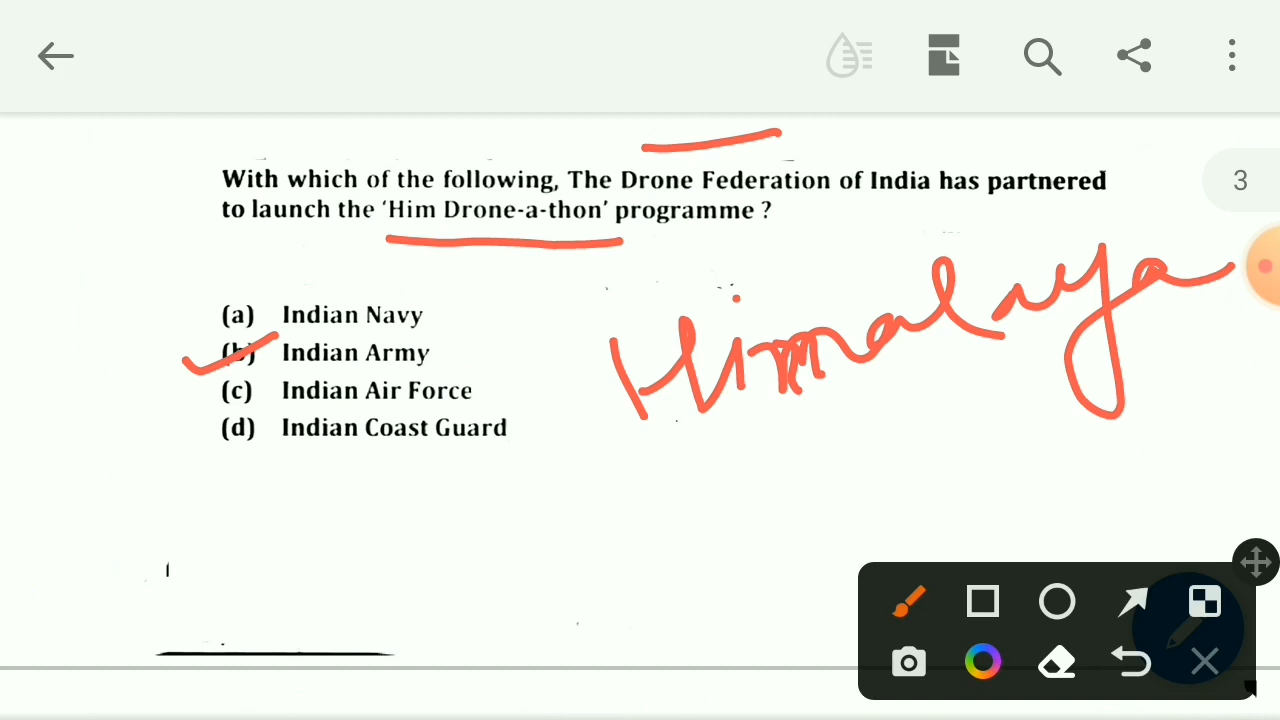 3
With which of the following, The Drone Federation of India has partnered
to launch the ‘Him Drone-a-thon’ programme ?
(a) Indian Navy
(b) Indian Army
(c) Indian Air Force
(d) Indian Coast Guard
Himalaya